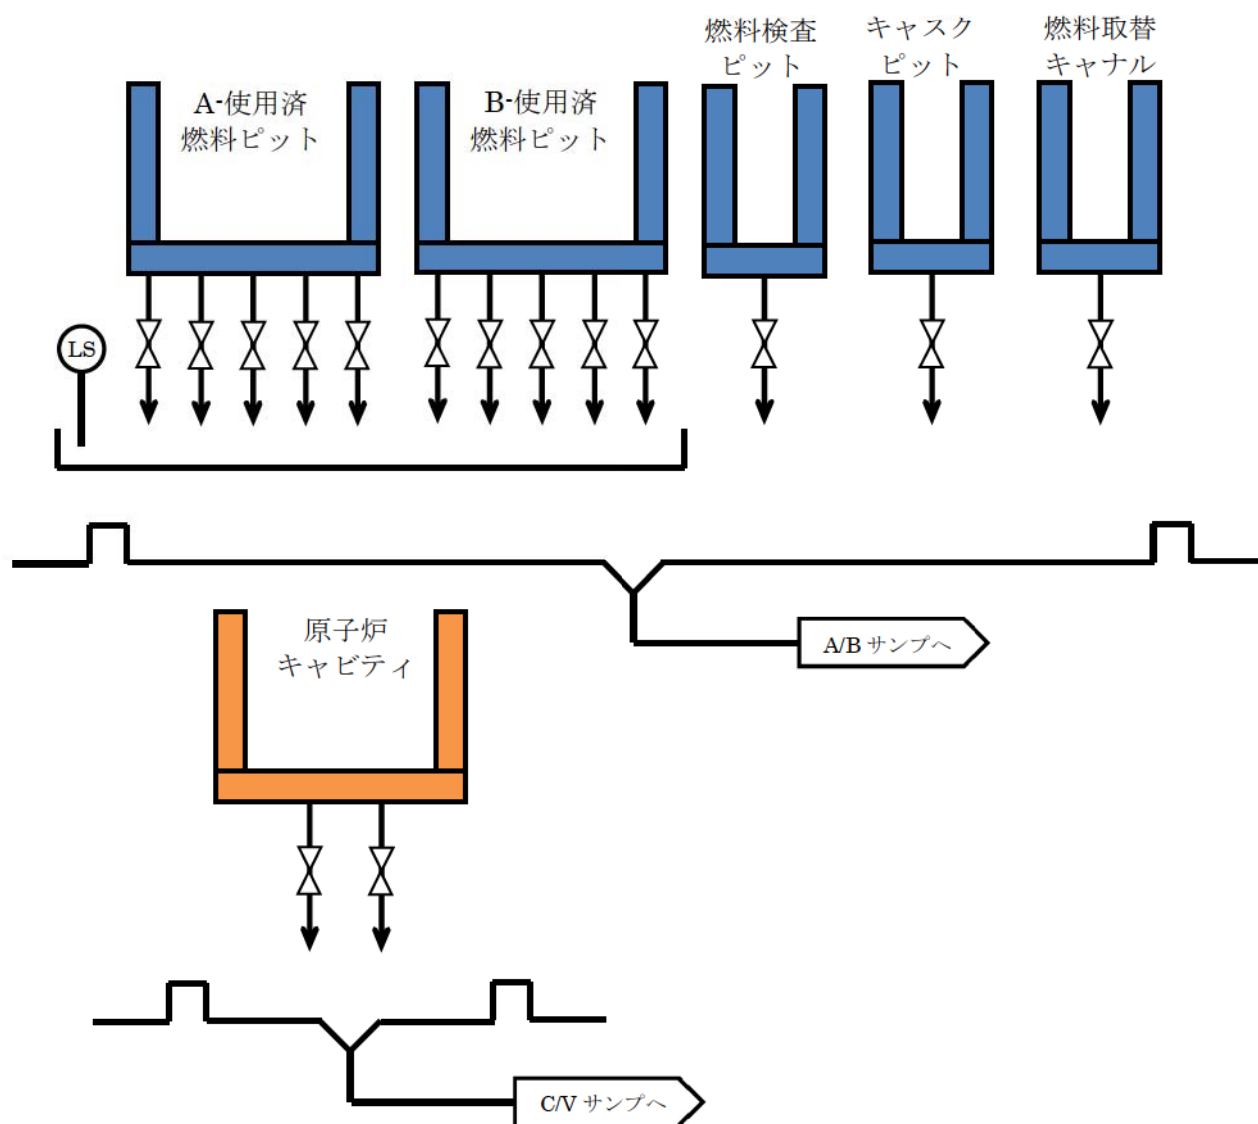 A-使用済
燃料ピット
B-使用済
燃料ピット
燃料検査
ピット
キャスク
ピット
燃料取替
キャナル
LS
A/B サンプへ
原子炉
キャビティ
C/V サンプへ